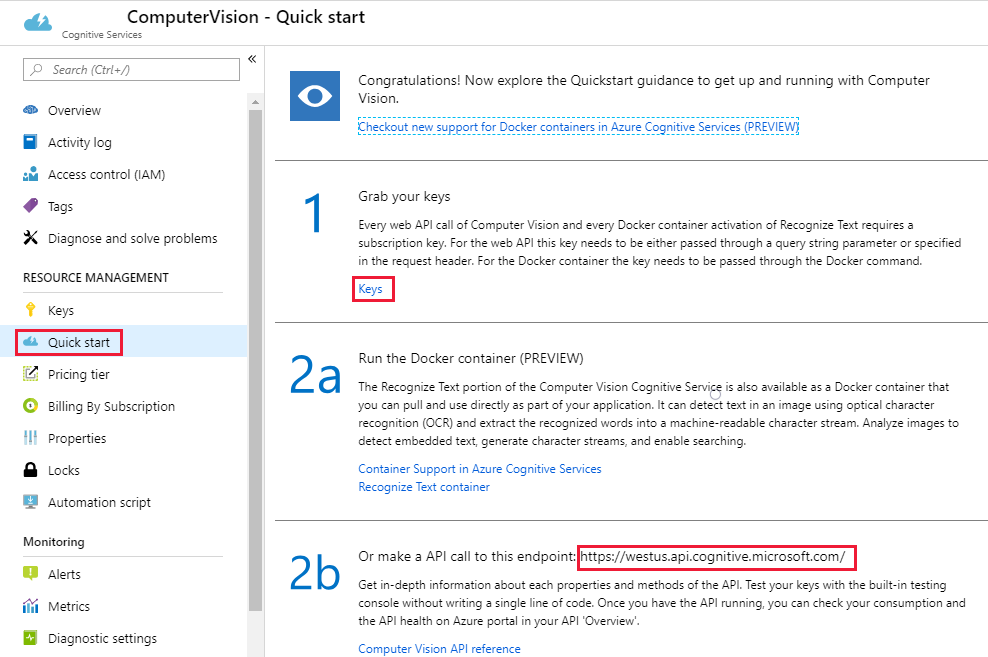 ComputerVision - Quick start
Cognitive Services
Search (Ctrl+/)
«
Overview
Activity log
Access control (IAM)
Tags
Diagnose and solve problems
RESOURCE MANAGEMENT
Keys
Quick start
Pricing tier
Billing By Subscription
Properties
Locks
Automation script
Monitoring
Alerts
Metrics
Diagnostic settings
Congratulations! Now explore the Quickstart guidance to get up and running with Computer
Vision.
Checkout new support for Docker containers in Azure Cognitive Services (PREVIEW)
1
Grab your keys
Every web API call of Computer Vision and every Docker container activation of Recognize Text requires a
subscription key. For the web API this key needs to be either passed through a query string parameter or specified
in the request header. For the Docker container the key needs to be passed through the Docker command.
Keys
2a
Run the Docker container (PREVIEW)
The Recognize Text portion of the Computer Vision Cognitive Service is also available as a Docker container that
you can pull and use directly as part of your application. It can detect text in an image using optical character
recognition (OCR) and extract the recognized words into a machine-readable character stream. Analyze images to
detect embedded text, generate character streams, and enable searching.
Container Support in Azure Cognitive Services
Recognize Text container
2b
Or make a API call to this endpoint: https://westus.api.cognitive.microsoft.com/
Get in-depth information about each properties and methods of the API. Test your keys with the built-in testing
console without writing a single line of code. Once you have the API running, you can check your consumption and
the API health on Azure portal in your API 'Overview'.
Computer Vision API reference